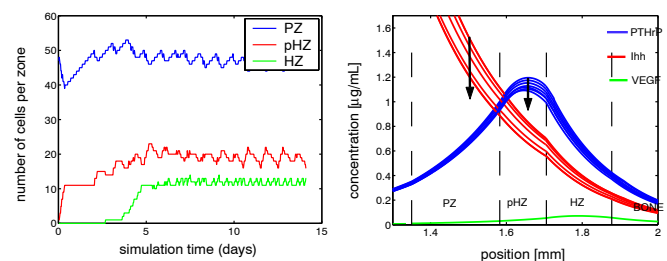 60
50
40
30
20
10
0
0
5
10
15
number of cells per zone
simulation time (days)
PZ
pHZ
HZ
1.6
1.4
1.2
1
0.8
0.6
0.4
0.2
0
1.4
1.6
1.8
2
concentration [µg/mL]
position [mm]
PTHrP
Ihh
VEGF
PZ
pHZ
HZ
BONE